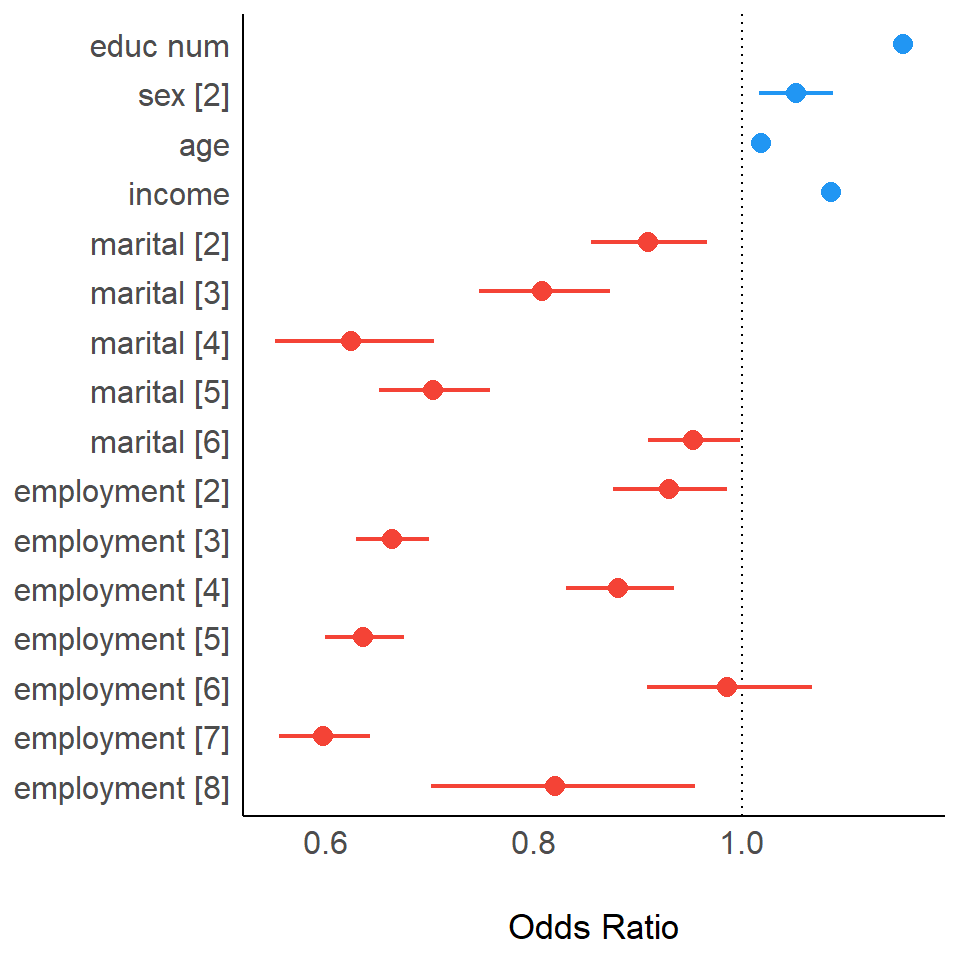 educ num
sex [2]
age
income
marital [2]
marital [3]
marital [4]
marital [5]
marital [6]
employment [2]
employment [3]
employment [4]
employment [5]
employment [6]
employment [7]
employment [8]
0.6 0.8 1.0
Odds Ratio